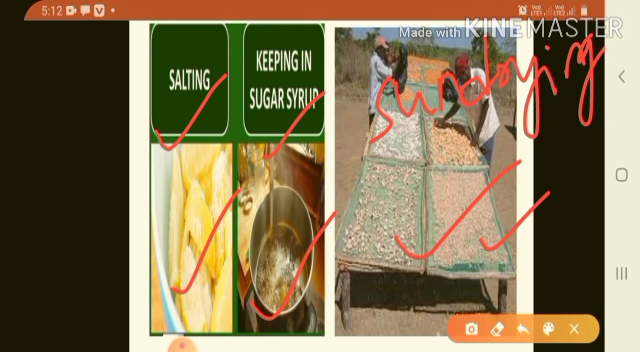 5:12
Made with KINEMASTER
SALTING
KEEPING IN
SUGAR SYRUP
sundrying